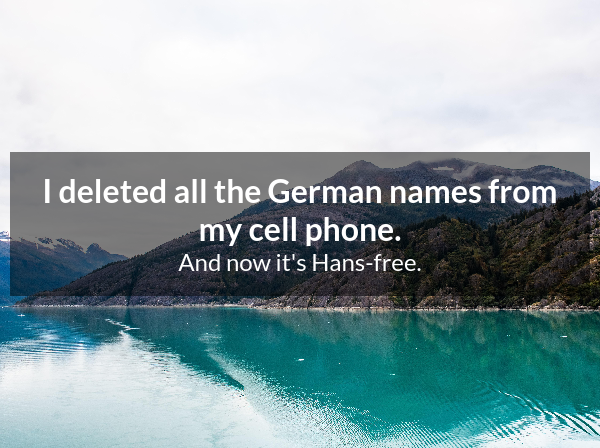 I deleted all the German names from
my cell phone.
And now it's Hans-free.